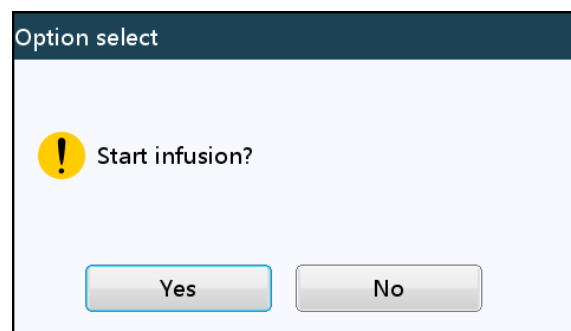 Option select
Start infusion?
Yes
No